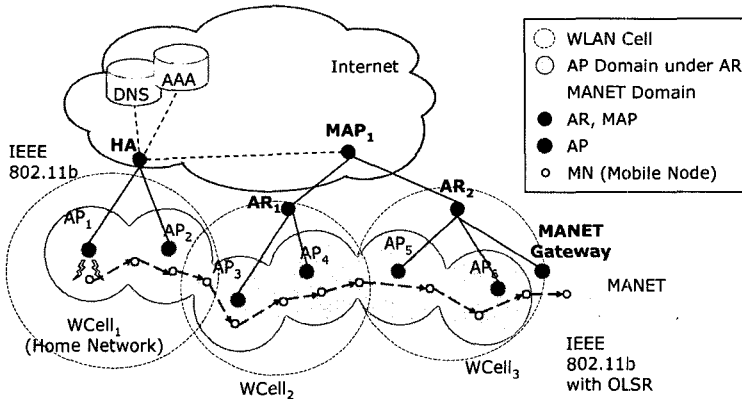 WLAN Cell
AP Domain under AR
MANET Domain
AR, MAP
AP
MN (Mobile Node)
Internet
AAA
DNS
HA
MAP1
IEEE
802.11b
AR1
AR2
AP1
AP2
AP3
AP4
AP5
AP6
MANET
Gateway
MANET
WCell1
(Home Network)
WCell2
WCell3
IEEE
802.11b
with OLSR